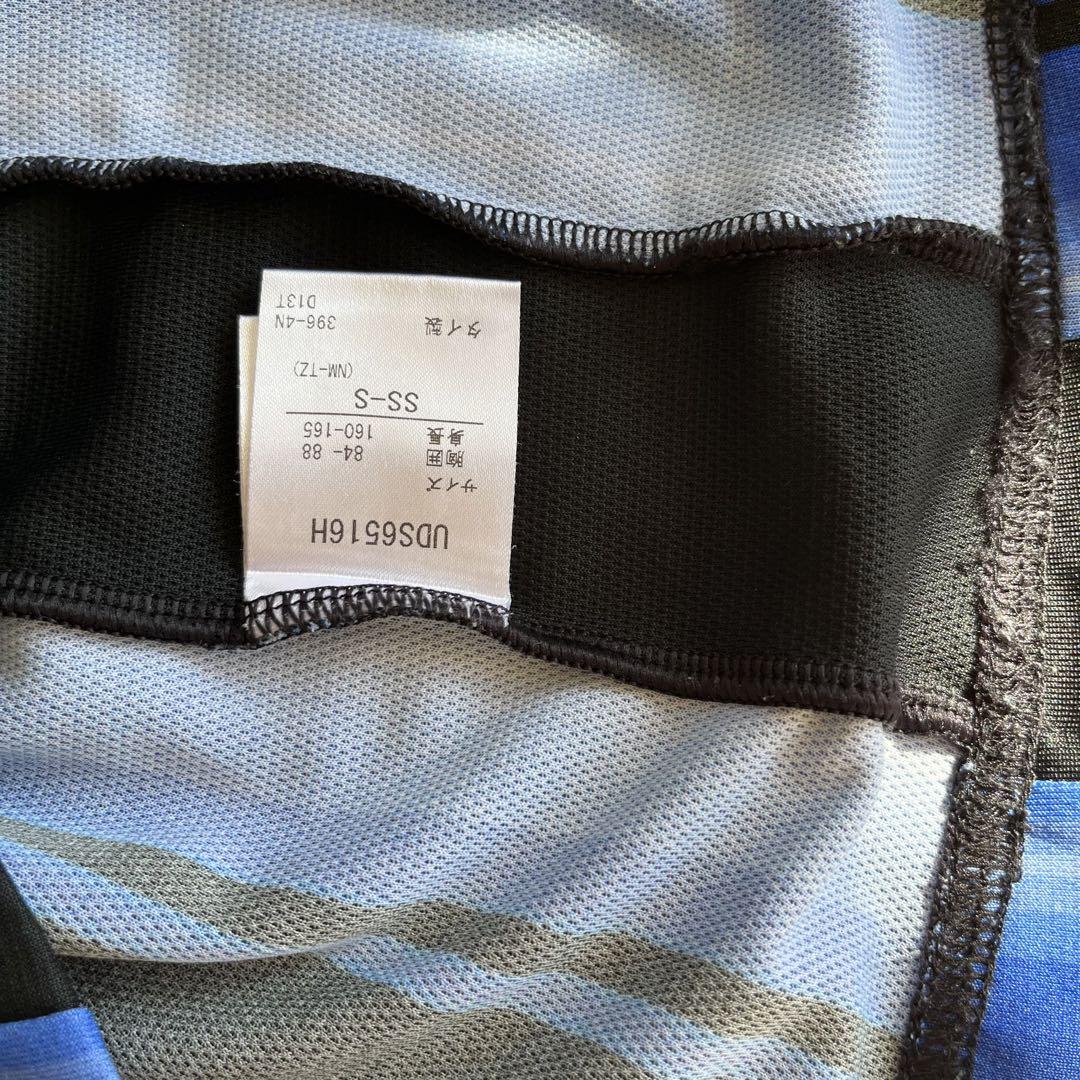 UDS6516H
サイズ
胸囲 84- 88
身長 160-165
SS-S
(NM-TZ)
タイ製 396-4N
D13T